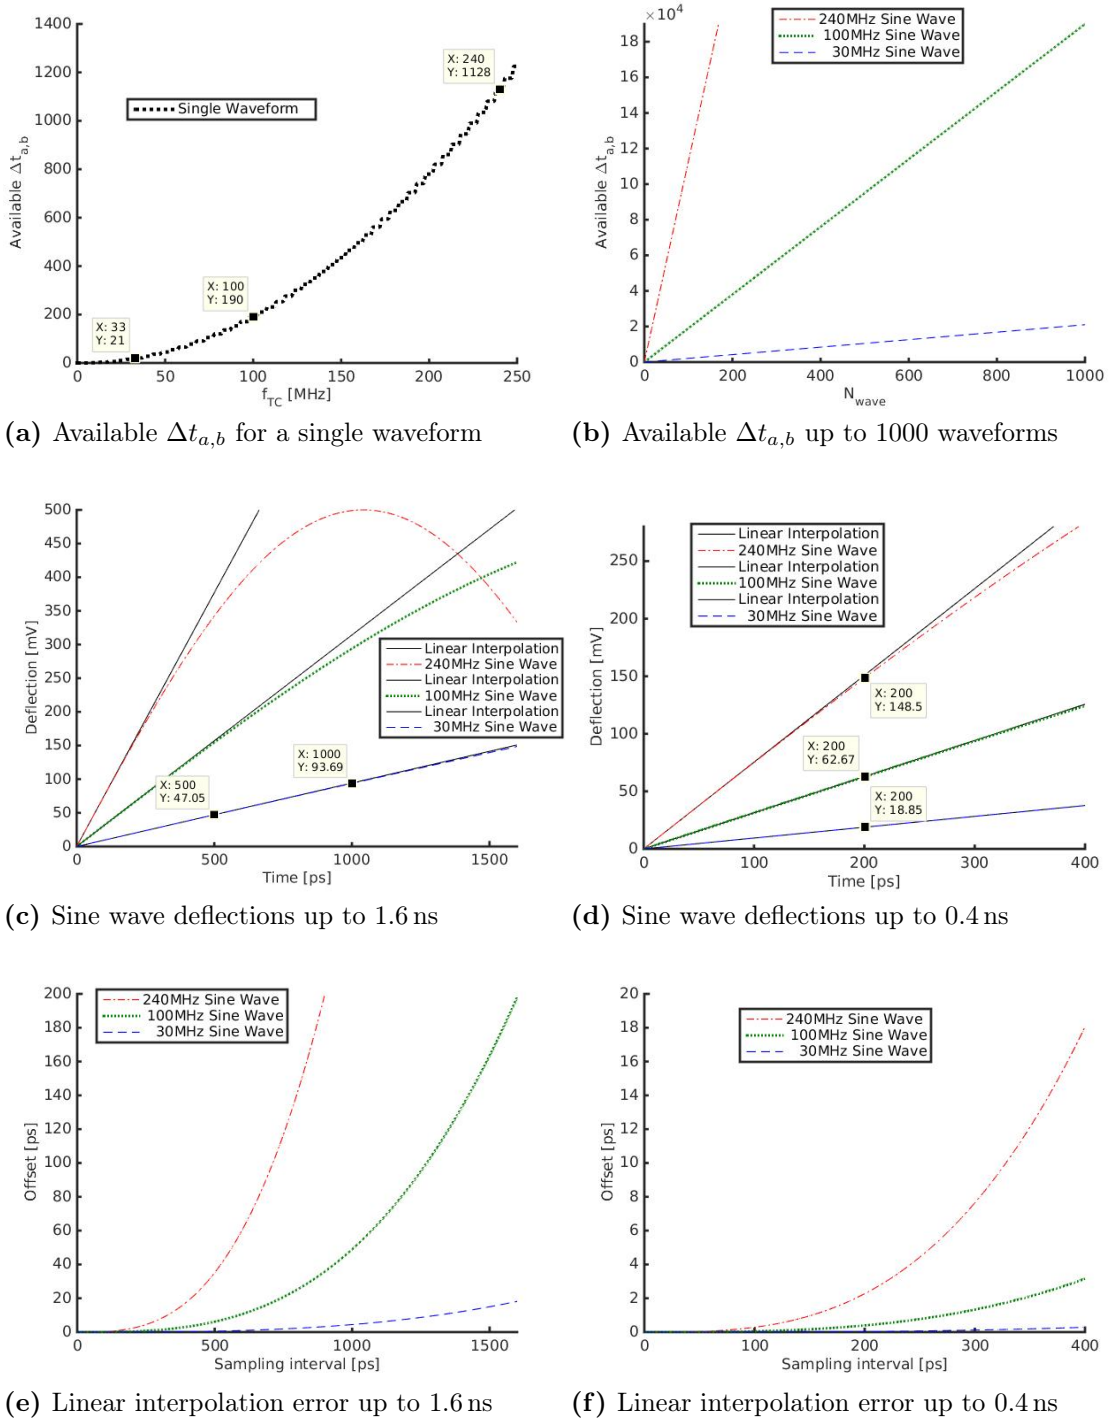 1400
1200
1000
800
600
400
200
0
Available Δt_{a,b}
Single Waveform
X: 240
Y: 1128
X: 100
Y: 190
X: 33
Y: 21
0 50 100 150 200 250
f_{TC} [MHz]
(a) Available Δt_{a,b} for a single waveform
×10^4
18
16
14
12
10
8
6
4
2
0
Available Δt_{a,b}
240MHz Sine Wave
100MHz Sine Wave
30MHz Sine Wave
0 200 400 600 800 1000
N_{wave}
(b) Available Δt_{a,b} up to 1000 waveforms
500
450
400
350
300
250
200
150
100
50
0
Deflection [mV]
Linear Interpolation
240MHz Sine Wave
Linear Interpolation
100MHz Sine Wave
Linear Interpolation
30MHz Sine Wave
X: 1000
Y: 93.69
X: 500
Y: 47.05
0 500 1000 1500
Time [ps]
(c) Sine wave deflections up to 1.6 ns
250
200
150
100
50
0
Deflection [mV]
Linear Interpolation
240MHz Sine Wave
Linear Interpolation
100MHz Sine Wave
Linear Interpolation
30MHz Sine Wave
X: 200
Y: 148.5
X: 200
Y: 62.67
X: 200
Y: 18.85
0 100 200 300 400
Time [ps]
(d) Sine wave deflections up to 0.4 ns
200
180
160
140
120
100
80
60
40
20
0
Offset [ps]
240MHz Sine Wave
100MHz Sine Wave
30MHz Sine Wave
0 500 1000 1500
Sampling interval [ps]
(e) Linear interpolation error up to 1.6 ns
20
18
16
14
12
10
8
6
4
2
0
Offset [ps]
240MHz Sine Wave
100MHz Sine Wave
30MHz Sine Wave
0 100 200 300 400
Sampling interval [ps]
(f) Linear interpolation error up to 0.4 ns